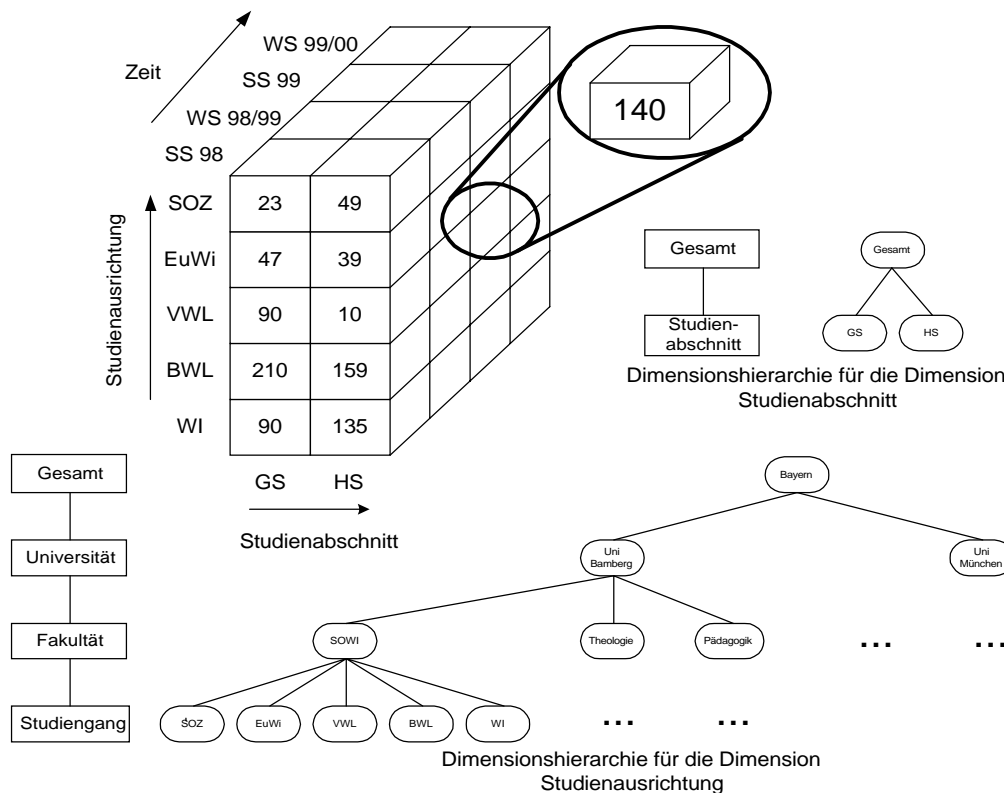 WS 99/00
Zeit
SS 99
WS 98/99
SS 98
140
Studienausrichtung
SOZ 23 49
EuWi 47 39
VWL 90 10
BWL 210 159
WI 90 135
GS HS
Studienabschnitt
Gesamt
Studien-
abschnitt
Gesamt
GS HS
Dimensionshierarchie für die Dimension
Studienabschnitt
Gesamt
Universität
Fakultät
Studiengang
Bayern
Uni
Bamberg
Uni
München
SOWI Theologie Pädagogik ... ...
SOZ EuWi VWL BWL WI ... ...
Dimensionshierarchie für die Dimension
Studienausrichtung